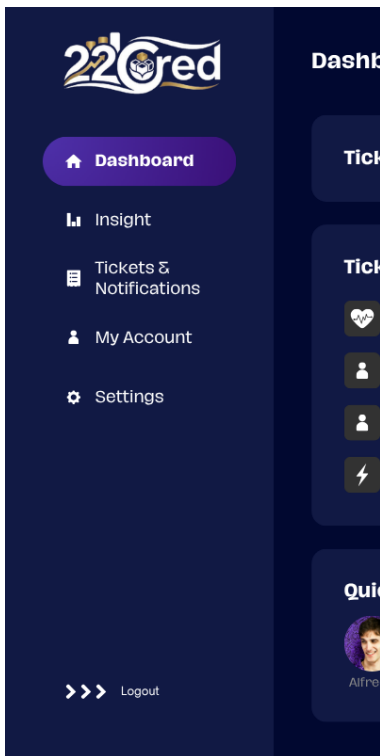 22Cred
Dashb
Dashboard
Tick
Insight
Tickets &
Notifications
Tick
My Account
Settings
Quic
Alfre
Logout